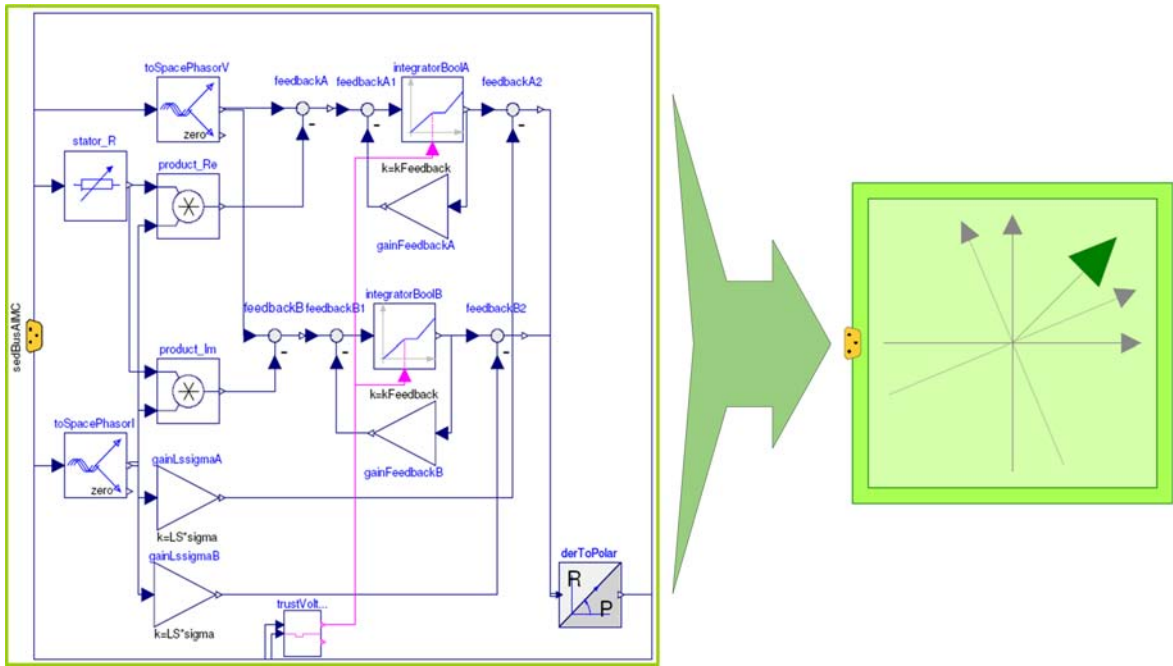 toSpacePhasorV
feedbackA
feedbackA1
integratorBoolA
feedbackA2
zero
-
-
-
stator_R
product_Re
k=kFeedback
gainFeedbackA
integratorBoolB
feedbackB
feedbackB1
feedbackB2
sedBusAIMC
product_Im
-
-
-
k=kFeedback
toSpacePhasorI
gainFeedbackB
gainLssigmaA
zero
k=LS*sigma
gainLssigmaB
derToPolar
R
P
trustVolt...
k=LS*sigma